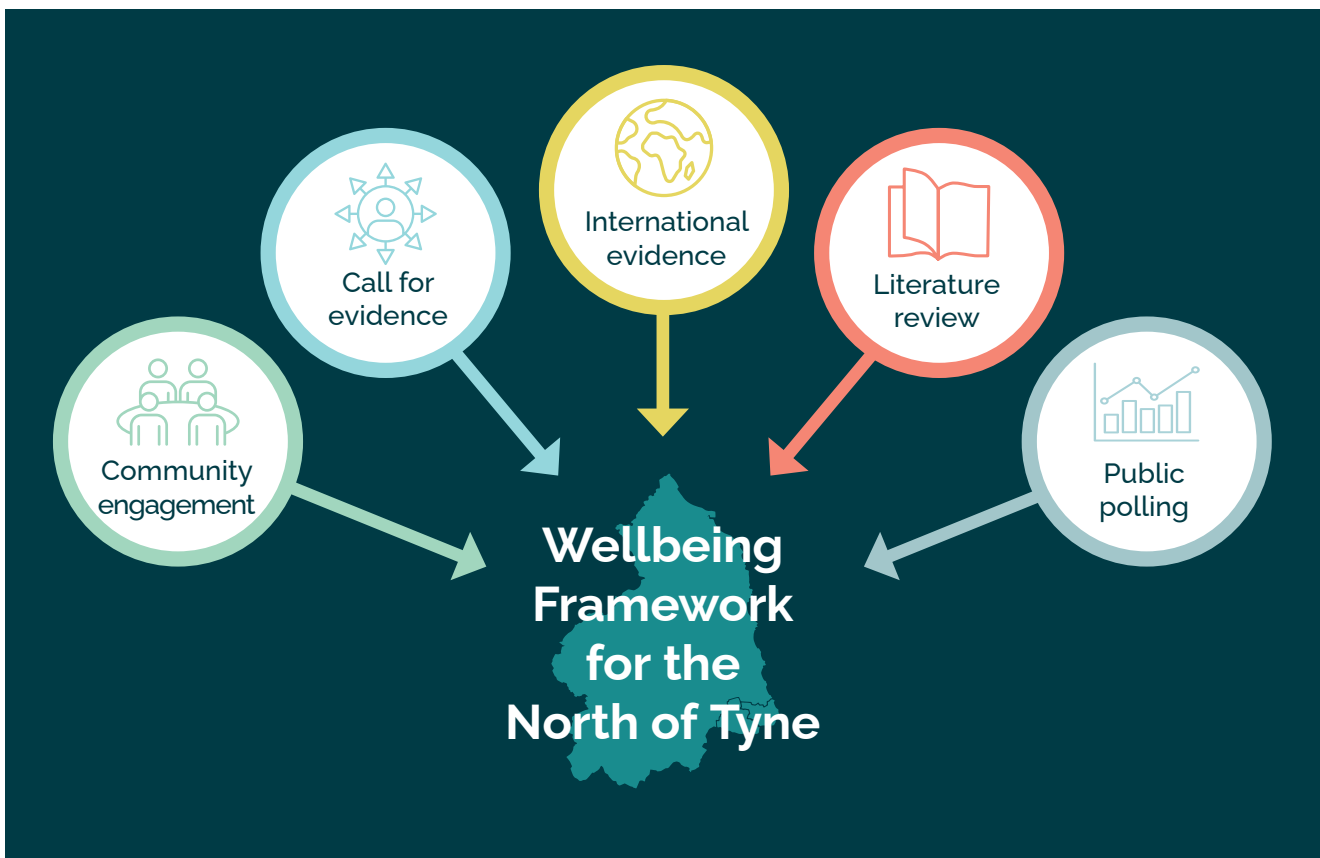 International
evidence
Call for
evidence
Literature
review
Community
engagement
Public
polling
Wellbeing
Framework
for the
North of Tyne